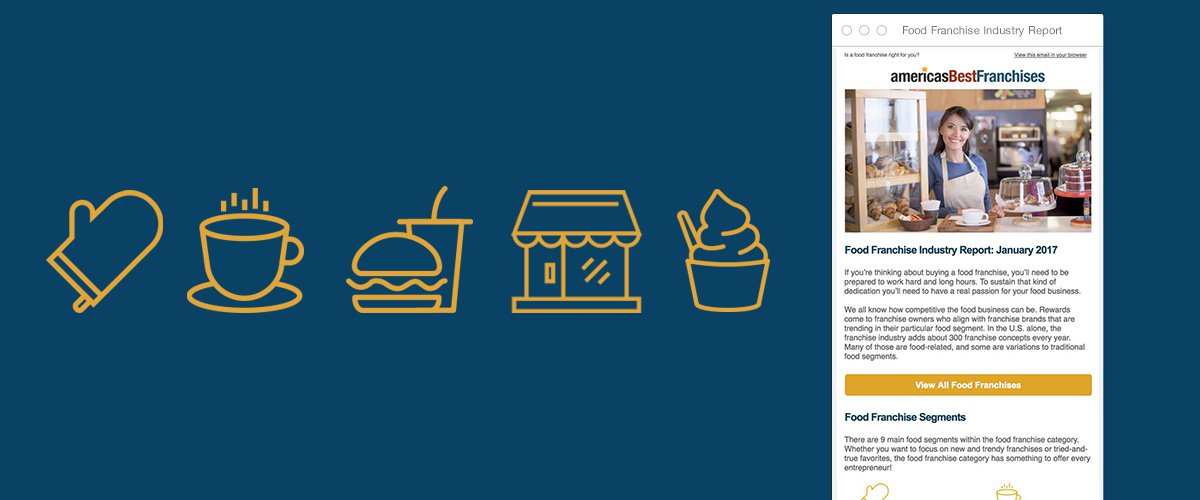 Food Franchise Industry Report
Is a food franchise right for you?
View this email in your browser
americasBestFranchises
Food Franchise Industry Report: January 2017
If you're thinking about buying a food franchise, you'll need to be
prepared to work hard and long hours. To sustain that kind of
dedication you'll need to have a real passion for your food business.
We all know how competitive the food business can be. Rewards
come to franchise owners who align with franchise brands that are
trending in their particular food segment. In the U.S. alone, the
franchise industry adds about 300 franchise concepts every year.
Many of those are food-related, and some are variations to traditional
food segments.
View All Food Franchises
Food Franchise Segments
There are 9 main food segments within the food franchise category.
Whether you want to focus on new and trendy franchises or tried-and-
true favorites, the food franchise category has something to offer every
entrepreneur!